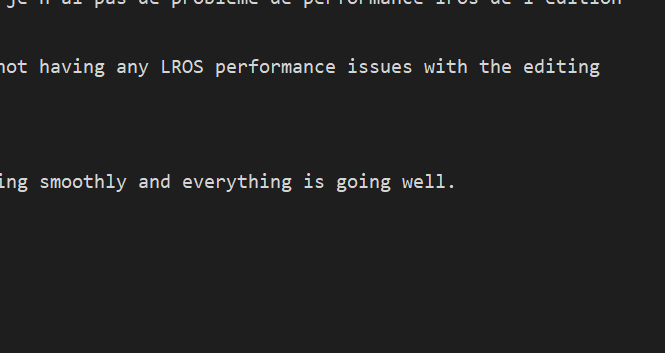 je n'ai pas de problème de performance lros de l'édition
not having any LROS performance issues with the editing
ing smoothly and everything is going well.